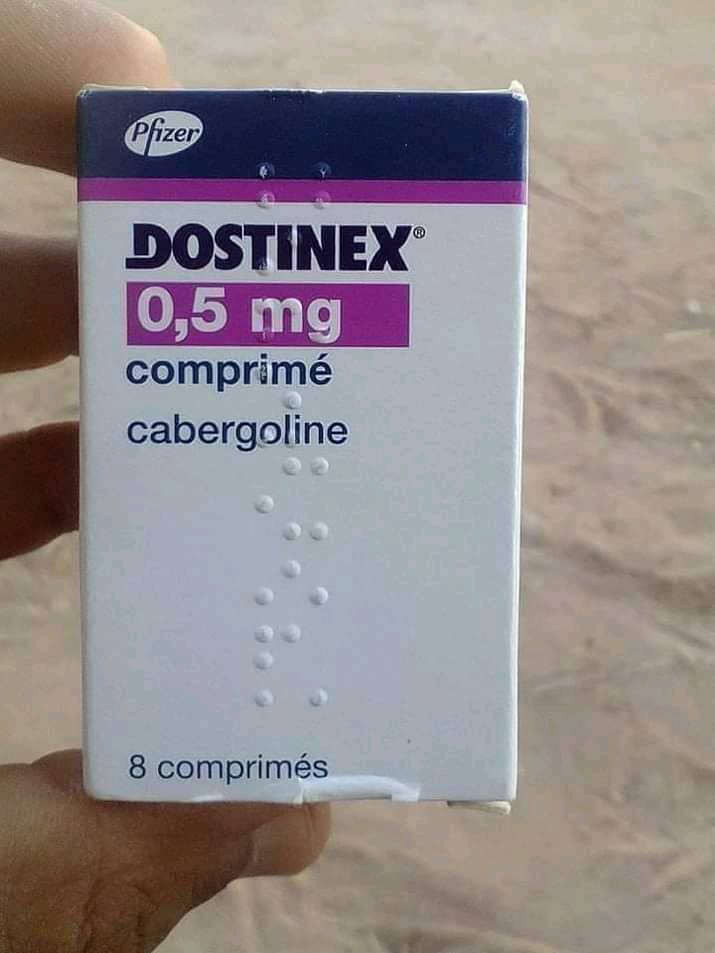 Pfizer
DOSTINEX®
0,5 mg
comprimé
cabergoline
8 comprimés